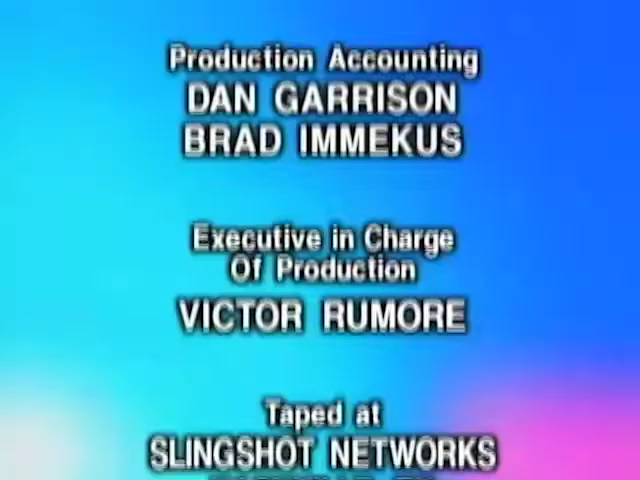 Production Accounting
DAN GARRISON
BRAD IMMEKUS
Executive in Charge
Of Production
VICTOR RUMORE
Taped at
SLINGSHOT NETWORKS